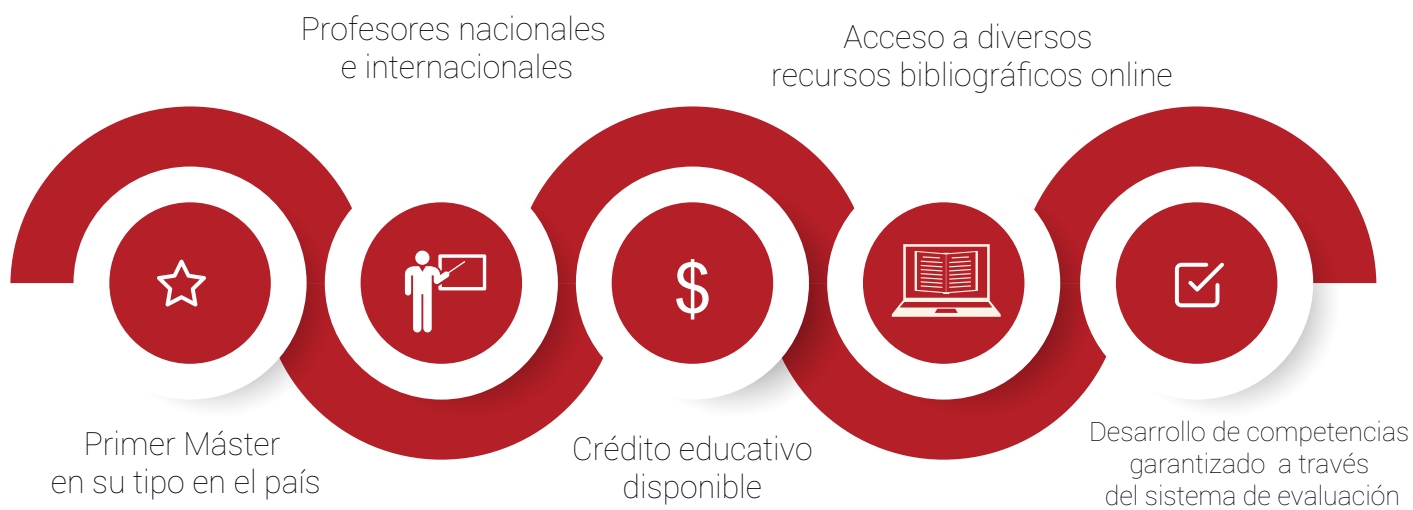 Profesores nacionales
e internacionales
Acceso a diversos
recursos bibliográficos online
$
Primer Máster
en su tipo en el país
Crédito educativo
disponible
Desarrollo de competencias
garantizado a través
del sistema de evaluación